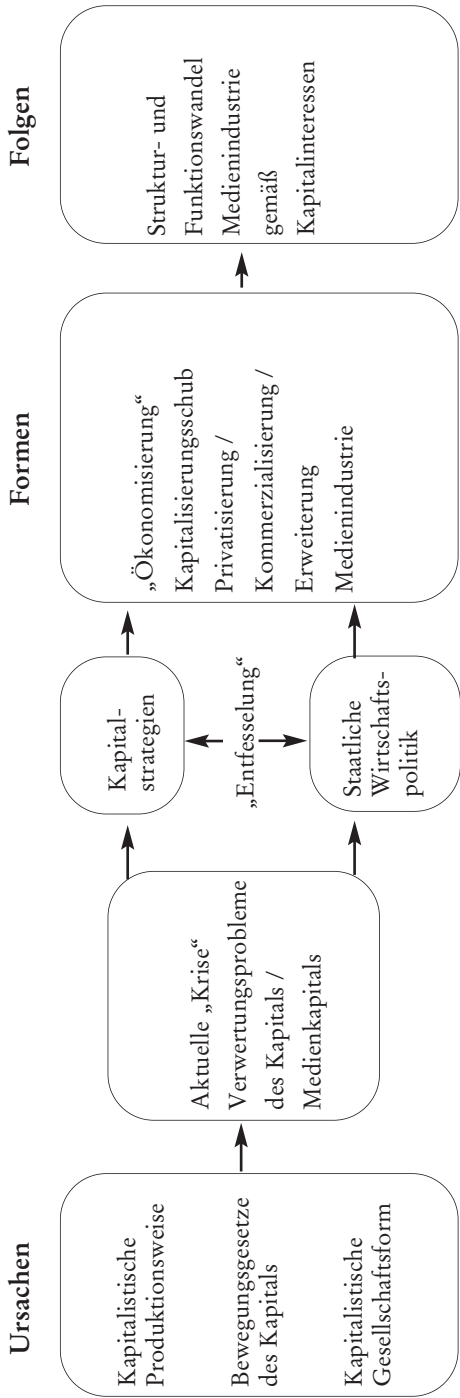 Ursachen
Kapitalistische
Produktionsweise
Bewegungsgesetze
des Kapitals
Kapitalistische
Gesellschaftsform
Aktuelle „Krise“
Verwertungsprobleme
des Kapitals /
Medienkapitals
Kapital-
strategien
„Entfesselung“
Staatliche
Wirtschafts-
politik
Formen
„Ökonomisierung“
Kapitalisierungsschub
Privatisierung /
Kommerzialisierung /
Erweiterung
Medienindustrie
Folgen
Struktur- und
Funktionswandel
Medienindustrie
gemäß
Kapitalinteressen